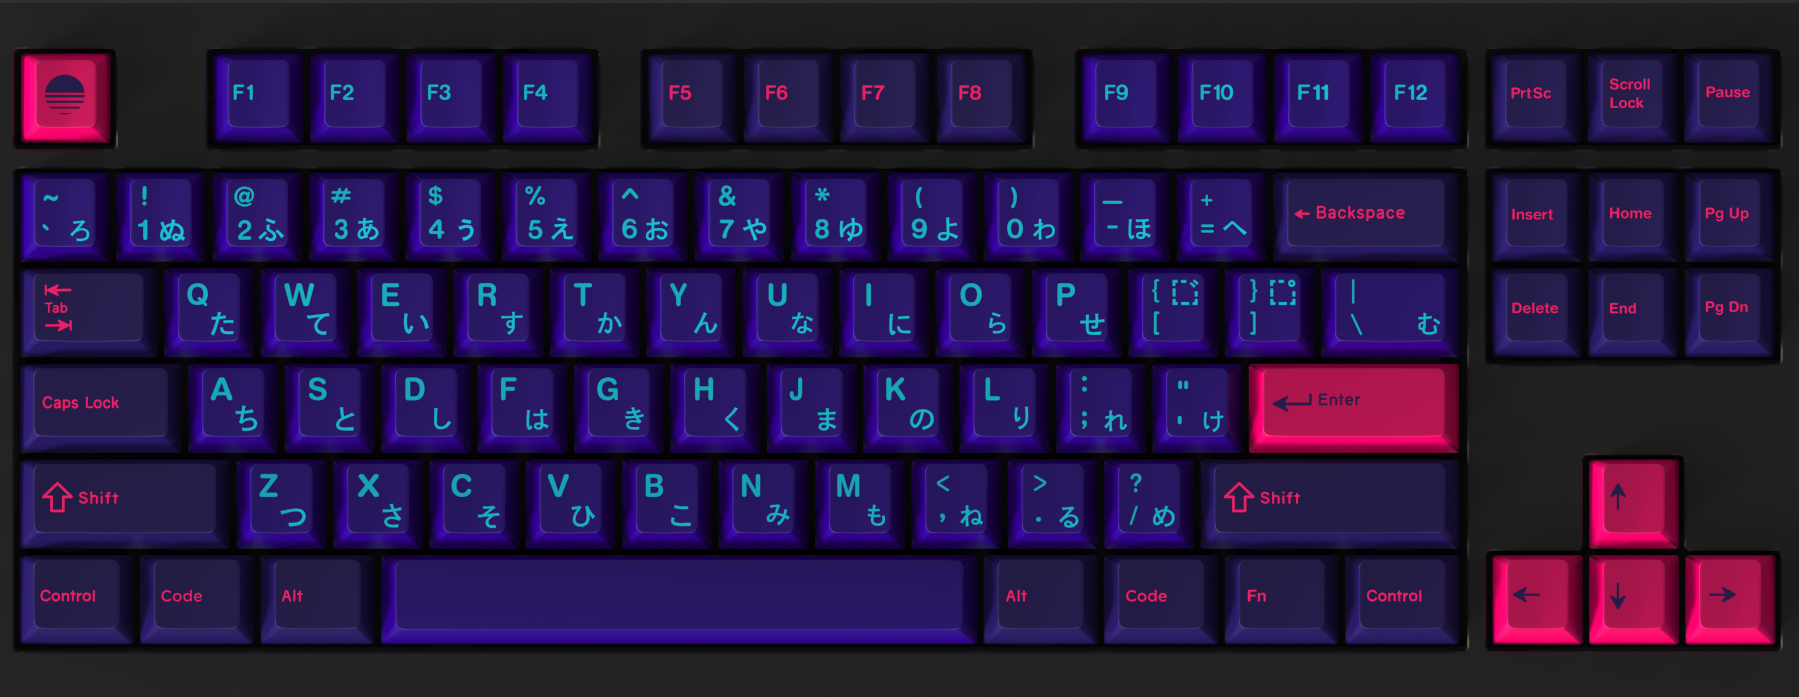 F1 F2 F3 F4 F5 F6 F7 F8 F9 F10 F11 F12 PrtSc Scroll Lock Pause
~ ! @ # $ % ^ & * ( ) _ +
` ろ 1 ぬ 2 ふ 3 あ 4 う 5 え 6 お 7 や 8 ゆ 9 よ 0 わ - ほ = へ ← Backspace Insert Home Pg Up
Tab Q た W て E い R す T か Y ん U な I に O ら P せ { ゛ [ } ゜ ] | \ む Delete End Pg Dn
Caps Lock A ち S と D し F は G き H く J ま K の L り : ; れ " ' け Enter
Shift Z つ X さ C そ V ひ B こ N み M も < , ね > . る ? / め Shift ↑
Control Code Alt Alt Code Fn Control ← ↓ →